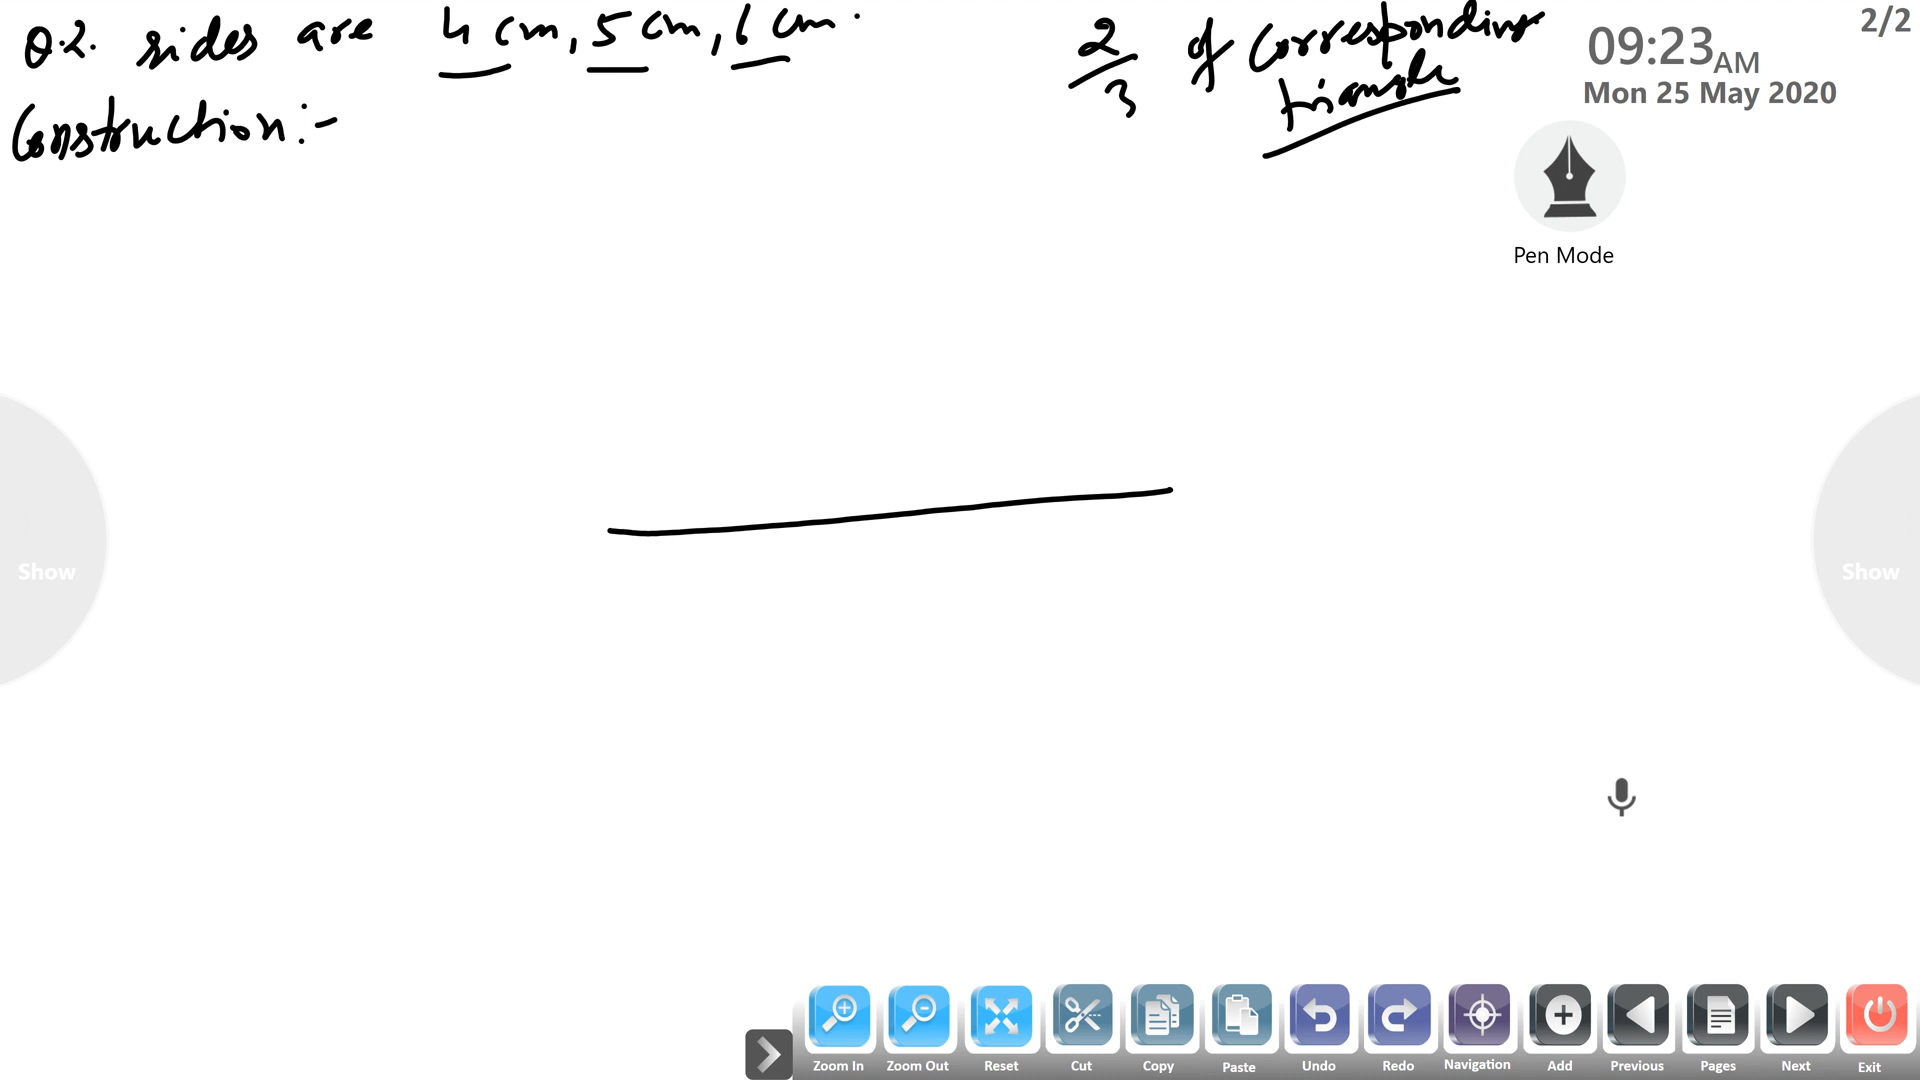 Q.2. sides are 4 cm, 5 cm, 6 cm. 2/3 of corresponding triangle
Construction:-
2/2
09:23 AM
Mon 25 May 2020
Pen Mode
Show
Show
Zoom In Zoom Out Reset Cut Copy Paste Undo Redo Navigation Add Previous Pages Next Exit